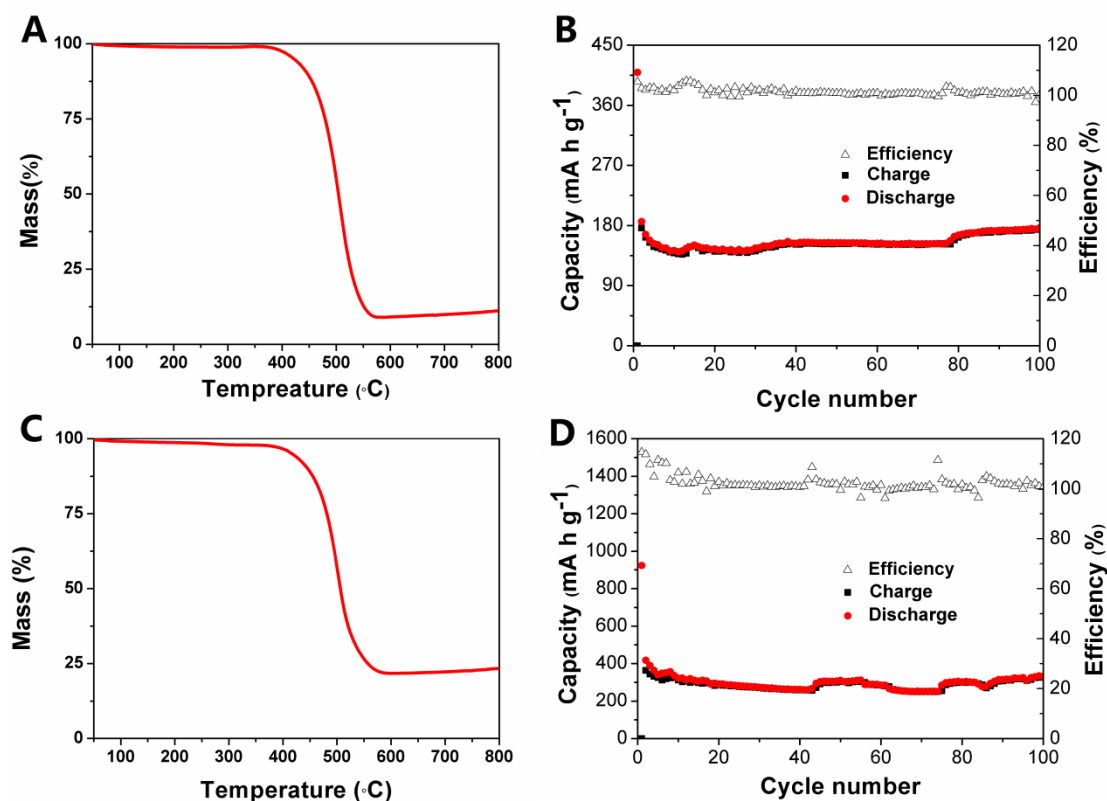 A
100
75
50
25
0
Mass(%)
100 200 300 400 500 600 700 800
Tempreature (◦C)
B
450
360
270
180
90
0
Capacity (mA h g-1)
120
100
80
60
40
20
0
Efficiency (%)
Efficiency
Charge
Discharge
0 20 40 60 80 100
Cycle number
C
100
75
50
25
0
Mass (%)
100 200 300 400 500 600 700 800
Temperature (◦C)
D
1600
1400
1200
1000
800
600
400
200
0
Capacity (mA h g-1)
120
100
80
60
40
20
0
Efficiency (%)
Efficiency
Charge
Discharge
0 20 40 60 80 100
Cycle number